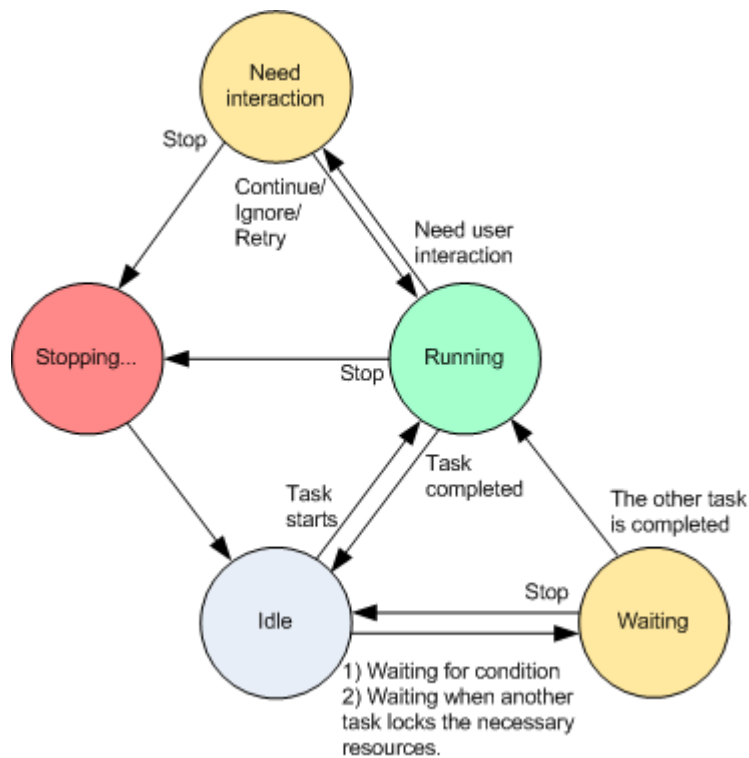 Need
interaction
Stop
Continue/
Ignore/
Retry
Need user
interaction
Stopping...
Running
Stop
Task
completed
Task
starts
The other task
is completed
Stop
Idle
Waiting
1) Waiting for condition
2) Waiting when another
task locks the necessary
resources.